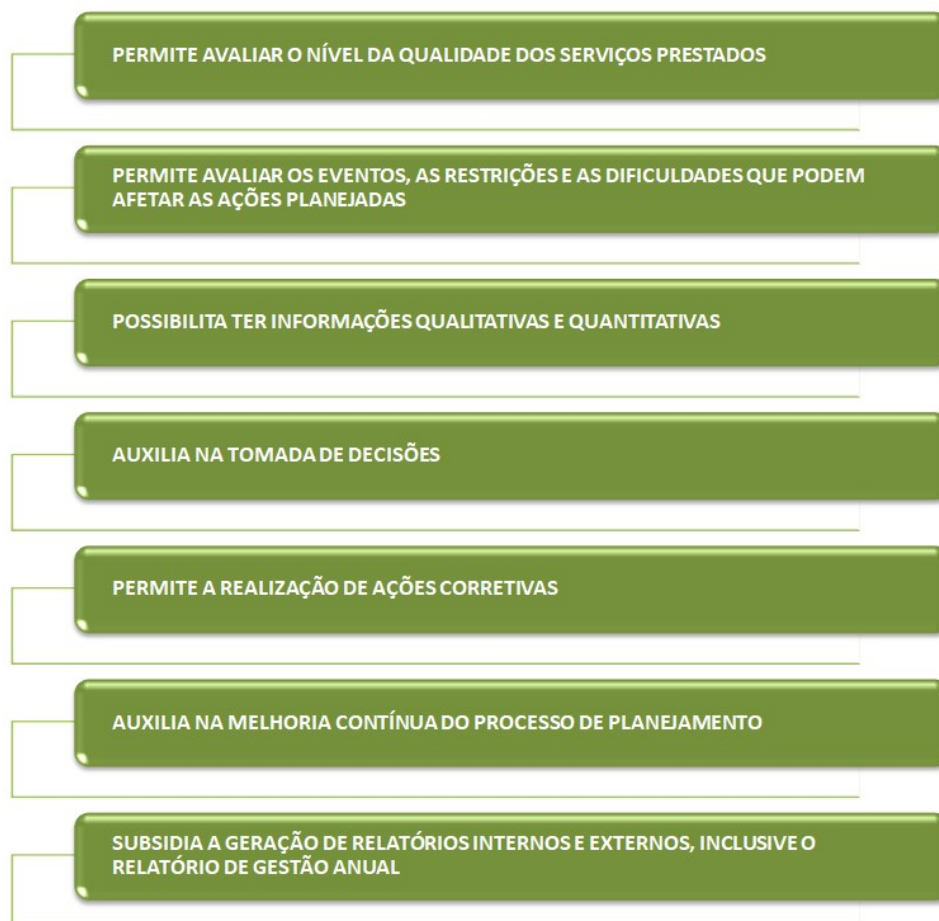 PERMITE AVALIAR O NÍVEL DA QUALIDADE DOS SERVIÇOS PRESTADOS
PERMITE AVALIAR OS EVENTOS, AS RESTRIÇÕES E AS DIFICULDADES QUE PODEM
AFETAR AS AÇÕES PLANEJADAS
POSSIBILITA TER INFORMAÇÕES QUALITATIVAS E QUANTITATIVAS
AUXILIA NA TOMADA DE DECISÕES
PERMITE A REALIZAÇÃO DE AÇÕES CORRETIVAS
AUXILIA NA MELHORIA CONTÍNUA DO PROCESSO DE PLANEJAMENTO
SUBSIDIA A GERAÇÃO DE RELATÓRIOS INTERNOS E EXTERNOS, INCLUSIVE O
RELATÓRIO DE GESTÃO ANUAL